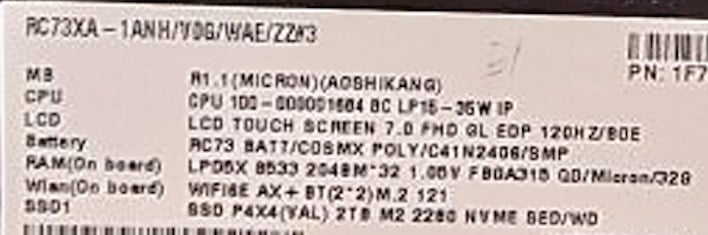 RC73XA-1ANH/V0G/WAE/ZZ#3
PN: 1F7
MB R1.1(MICRON)(AOSHIKANG)
CPU CPU 100-000001684 8C LP15-35W IP
LCD LCD TOUCH SCREEN 7.0 FHD GL EDP 120HZ/BOE
Battery RC73 BATT/COSMX POLY/C41N2406/SMP
RAM(On board) LPD5X 8533 2048M*32 1.05V FBGA315 QD/Micron/32G
Wlan(On board) WIFI6E AX+BT(2*2)M.2 121
SSD1 SSD P4X4(VAL) 2TB M2 2280 NVME SED/WD